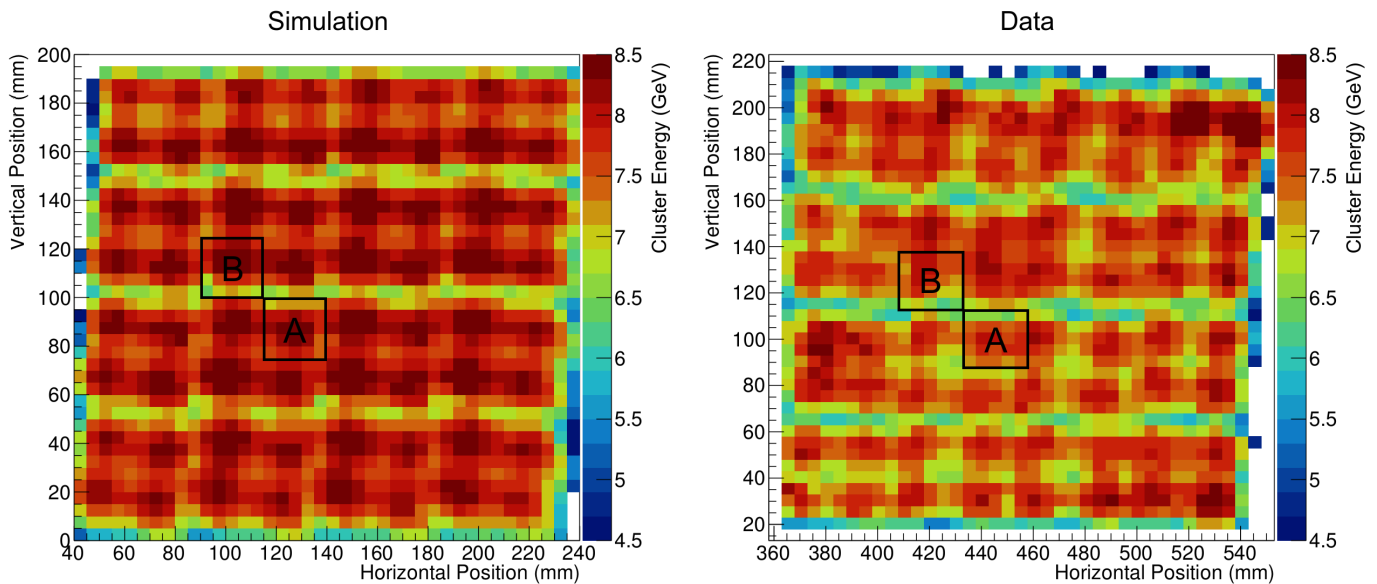 Simulation
Data
Vertical Position (mm)
200
180
160
140
120
100
80
60
40
20
0
40 60 80 100 120 140 160 180 200 220 240
Horizontal Position (mm)
B
A
8.5
8
7.5
7
6.5
6
5.5
5
4.5
Cluster Energy (GeV)
Vertical Position (mm)
220
200
180
160
140
120
100
80
60
40
20
360 380 400 420 440 460 480 500 520 540
Horizontal Position (mm)
B
A
8.5
8
7.5
7
6.5
6
5.5
5
4.5
Cluster Energy (GeV)